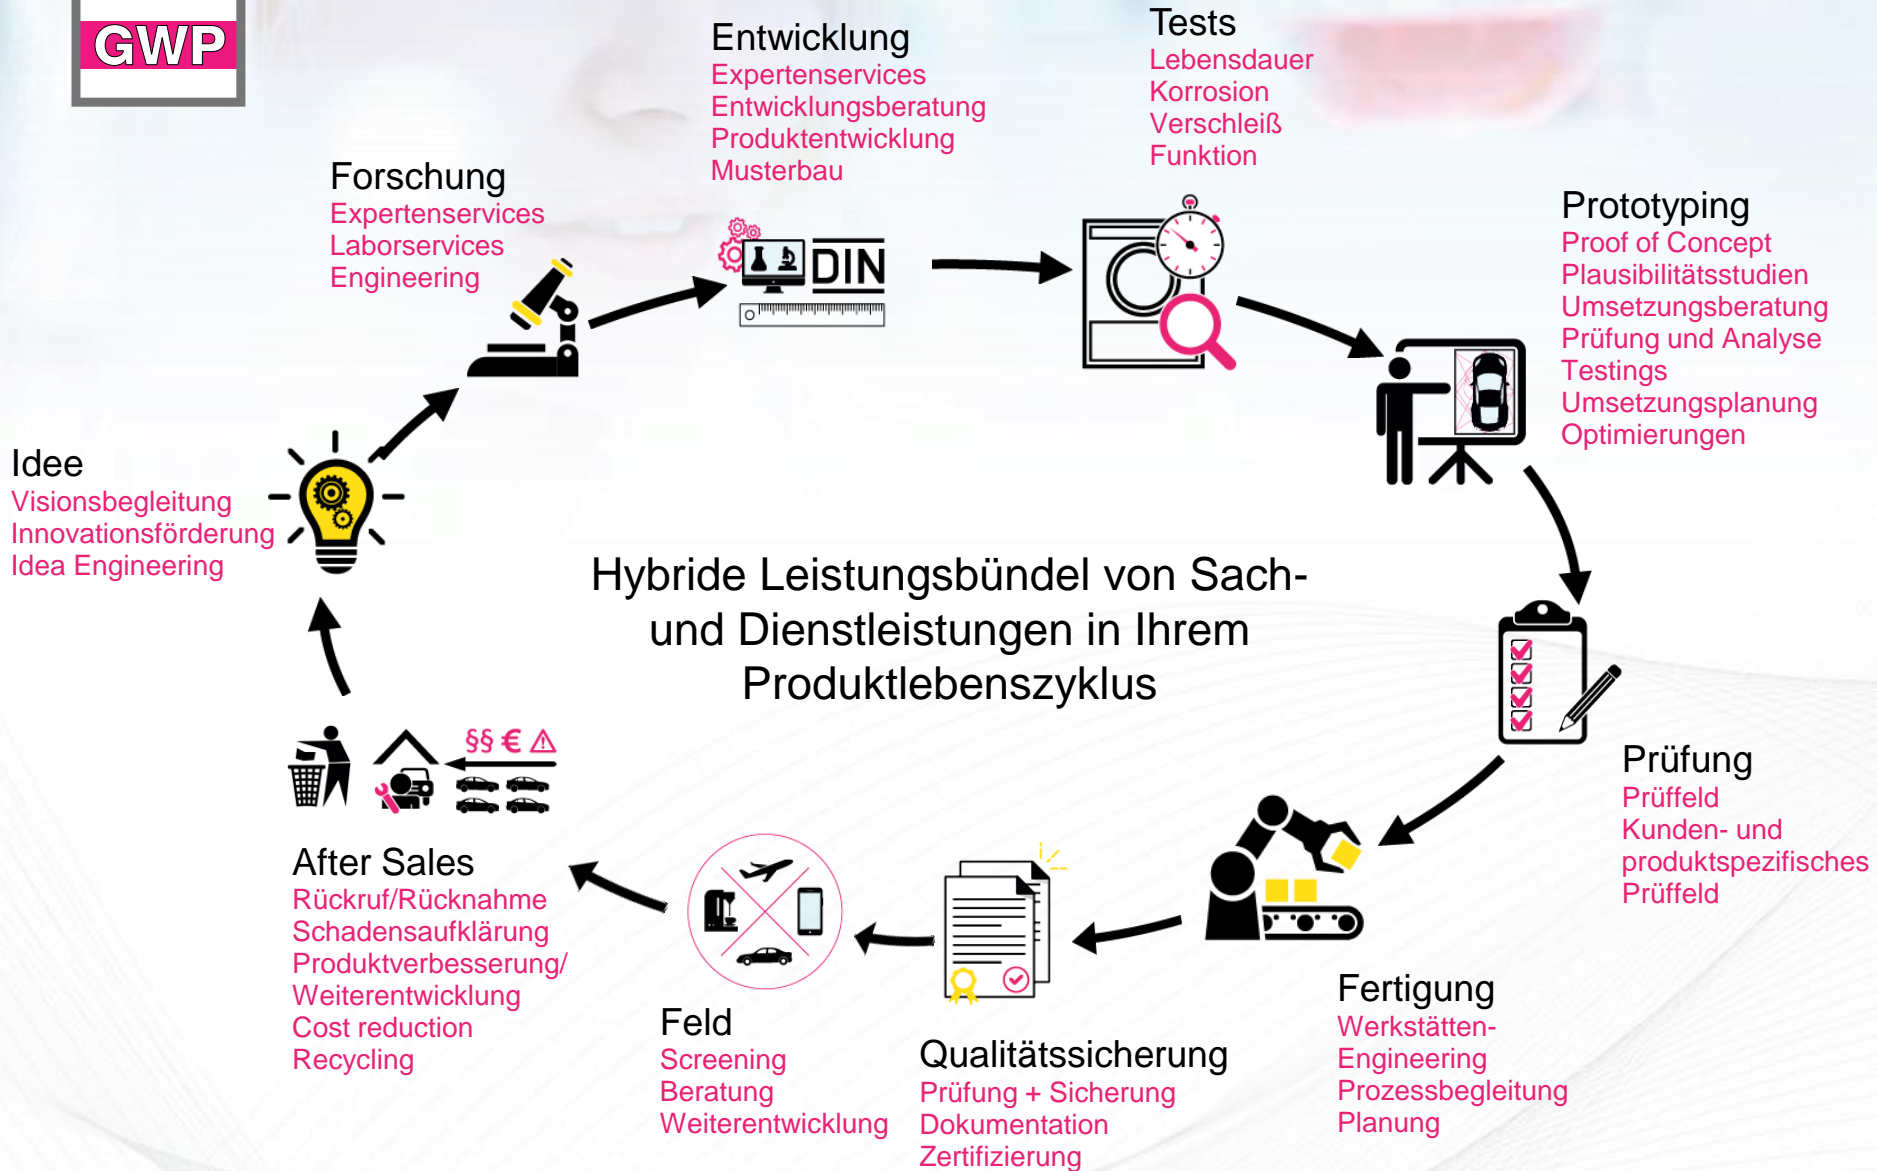 GWP
Idee
Visionsbegleitung
Innovationsförderung
Idea Engineering
Forschung
Expertenservices
Laborservices
Engineering
Entwicklung
Expertenservices
Entwicklungsberatung
Produktentwicklung
Musterbau
DIN
Tests
Lebensdauer
Korrosion
Verschleiß
Funktion
Prototyping
Proof of Concept
Plausibilitätsstudien
Umsetzungsberatung
Prüfung und Analyse
Testings
Umsetzungsplanung
Optimierungen
Hybride Leistungsbündel von Sach-
und Dienstleistungen in Ihrem
Produktlebenszyklus
Prüfung
Prüffeld
Kunden- und
produktspezifisches
Prüffeld
Fertigung
Werkstätten-
Engineering
Prozessbegleitung
Planung
Qualitätssicherung
Prüfung + Sicherung
Dokumentation
Zertifizierung
Feld
Screening
Beratung
Weiterentwicklung
§§ €
After Sales
Rückruf/Rücknahme
Schadensaufklärung
Produktverbesserung/
Weiterentwicklung
Cost reduction
Recycling